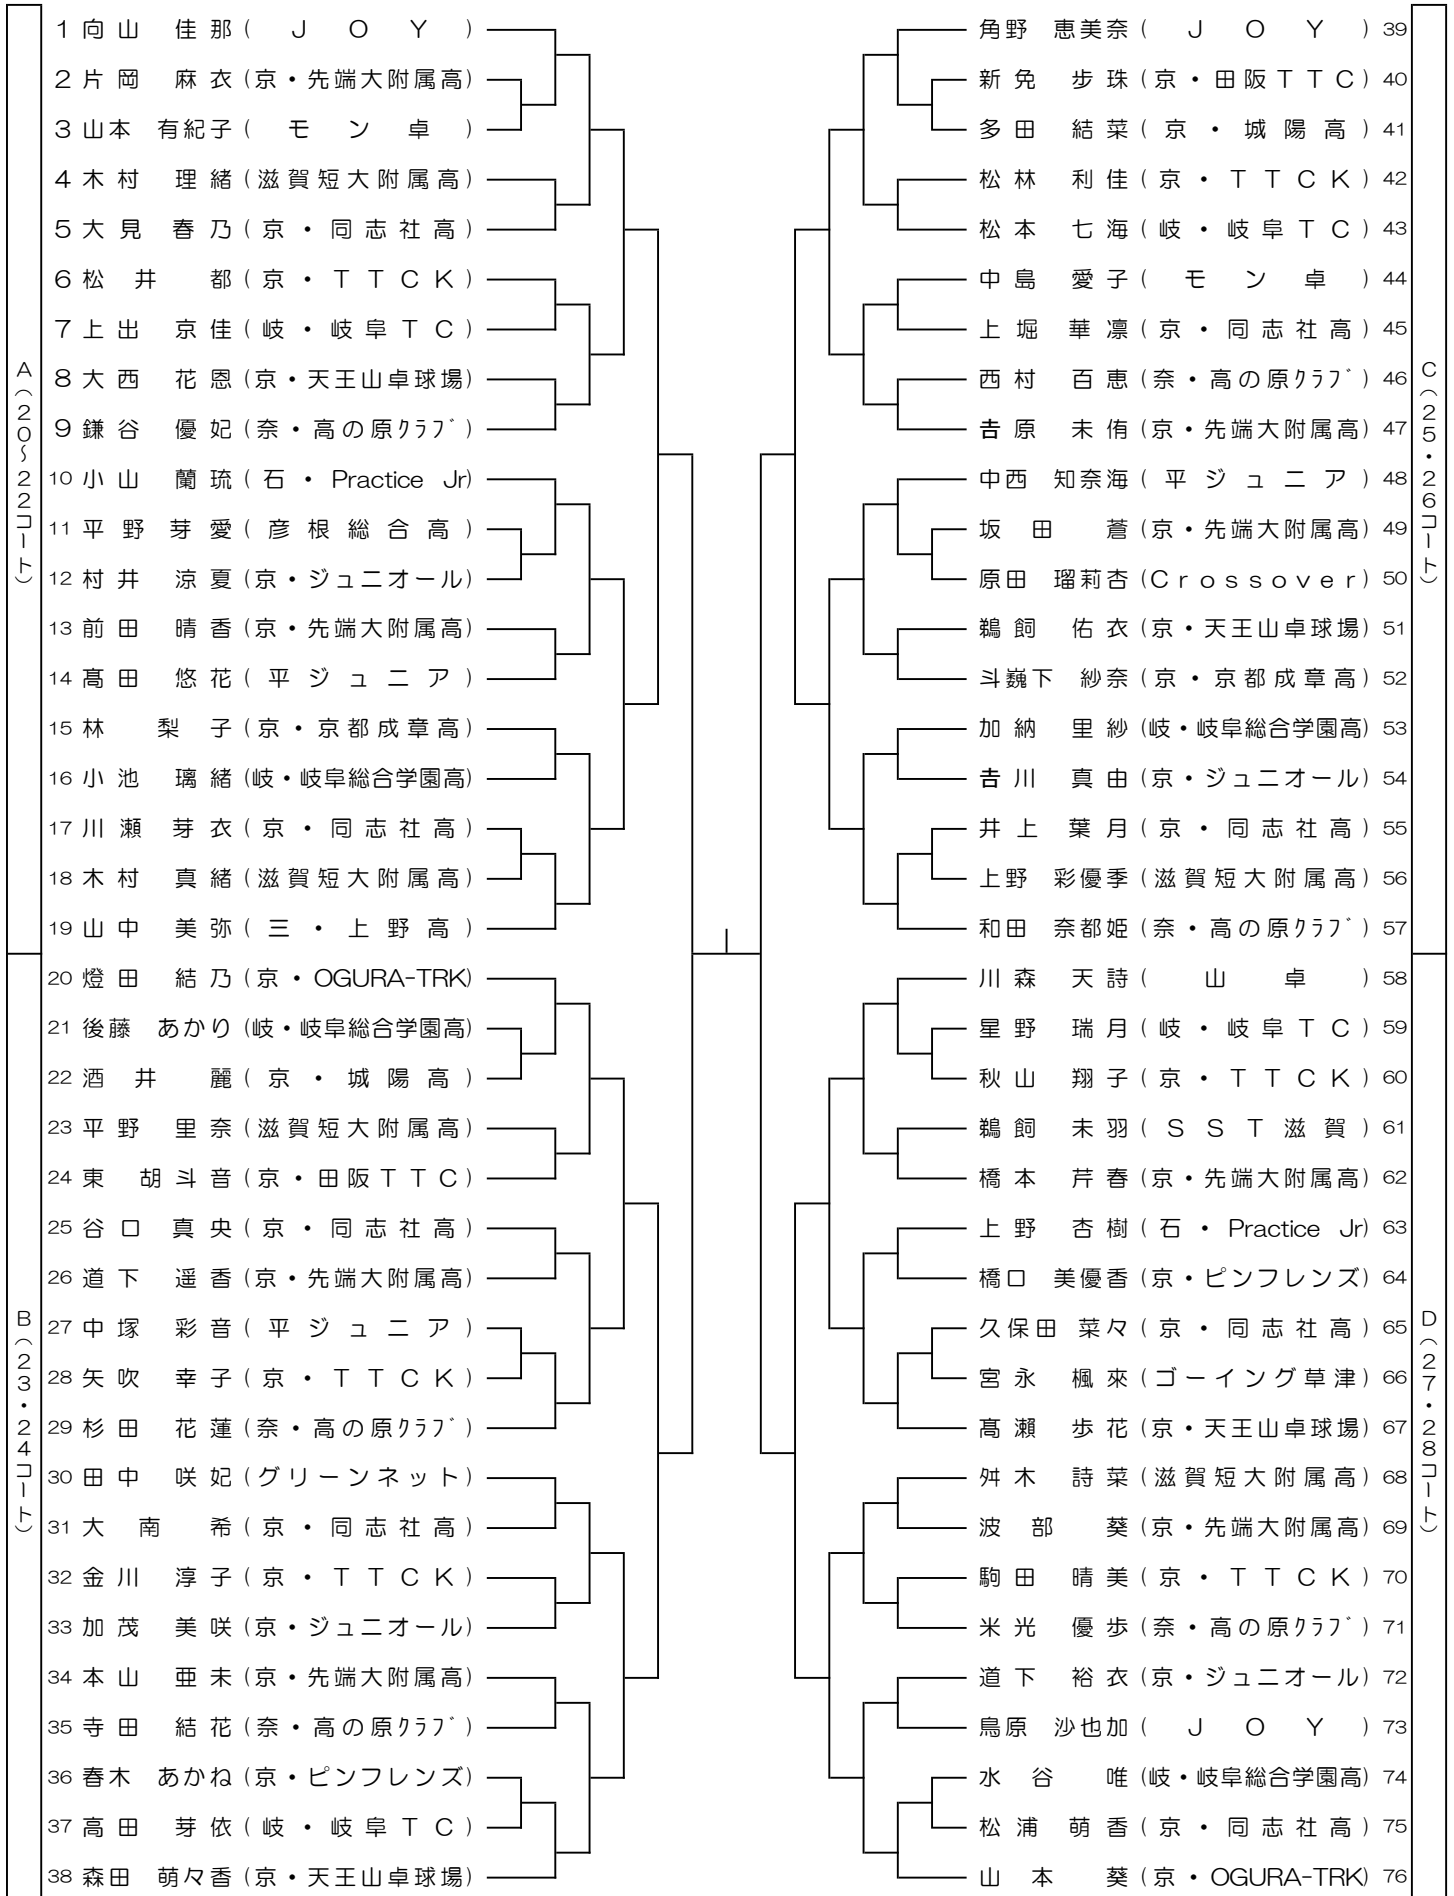 A（20～22コート）
1 向山 佳那 ( JOY )
2 片岡 麻衣 (京・先端大附属高)
3 山本 有紀子 ( モン卓 )
4 木村 理緒 (滋賀短大附属高)
5 大見 春乃 (京・同志社高)
6 松井 都 (京・TTCK)
7 上出 京佳 (岐・岐阜TC)
8 大西 花恩 (京・天王山卓球場)
9 鎌谷 優妃 (奈・高の原ｸﾗﾌﾞ)
10 小山 蘭琉 (石・Practice Jr)
11 平野 芽愛 (彦根総合高)
12 村井 涼夏 (京・ジュニオール)
13 前田 晴香 (京・先端大附属高)
14 髙田 悠花 (平ジュニア)
15 林 梨子 (京・京都成章高)
16 小池 璃緒 (岐・岐阜総合学園高)
17 川瀬 芽衣 (京・同志社高)
18 木村 真緒 (滋賀短大附属高)
19 山中 美弥 (三・上野高)
B（23・24コート）
20 燈田 結乃 (京・OGURA-TRK)
21 後藤 あかり (岐・岐阜総合学園高)
22 酒井 麗 (京・城陽高)
23 平野 里奈 (滋賀短大附属高)
24 東 胡斗音 (京・田阪TTC)
25 谷口 真央 (京・同志社高)
26 道下 遥香 (京・先端大附属高)
27 中塚 彩音 (平ジュニア)
28 矢吹 幸子 (京・TTCK)
29 杉田 花蓮 (奈・高の原ｸﾗﾌﾞ)
30 田中 咲妃 (グリーンネット)
31 大南 希 (京・同志社高)
32 金川 淳子 (京・TTCK)
33 加茂 美咲 (京・ジュニオール)
34 本山 亜未 (京・先端大附属高)
35 寺田 結花 (奈・高の原ｸﾗﾌﾞ)
36 春木 あかね (京・ピンフレンズ)
37 高田 芽依 (岐・岐阜TC)
38 森田 萌々香 (京・天王山卓球場)
C（25・26コート）
角野 恵美奈 ( JOY ) 39
新免 歩珠 (京・田阪TTC) 40
多田 結菜 (京・城陽高) 41
松林 利佳 (京・TTCK) 42
松本 七海 (岐・岐阜TC) 43
中島 愛子 ( モン卓 ) 44
上堀 華凛 (京・同志社高) 45
西村 百恵 (奈・高の原ｸﾗﾌﾞ) 46
𠮷原 未侑 (京・先端大附属高) 47
中西 知奈海 (平ジュニア) 48
坂田 蒼 (京・先端大附属高) 49
原田 瑠莉杏 (Crossover) 50
鵜飼 佑衣 (京・天王山卓球場) 51
斗巍下 紗奈 (京・京都成章高) 52
加納 里紗 (岐・岐阜総合学園高) 53
𠮷川 真由 (京・ジュニオール) 54
井上 葉月 (京・同志社高) 55
上野 彩優季 (滋賀短大附属高) 56
和田 奈都姫 (奈・高の原ｸﾗﾌﾞ) 57
D（27・28コート）
川森 天詩 ( 山卓 ) 58
星野 瑞月 (岐・岐阜TC) 59
秋山 翔子 (京・TTCK) 60
鵜飼 未羽 (SST滋賀) 61
橋本 芹春 (京・先端大附属高) 62
上野 杏樹 (石・Practice Jr) 63
橋口 美優香 (京・ピンフレンズ) 64
久保田 菜々 (京・同志社高) 65
宮永 楓來 (ゴーイング草津) 66
髙瀬 歩花 (京・天王山卓球場) 67
舛木 詩菜 (滋賀短大附属高) 68
波部 葵 (京・先端大附属高) 69
駒田 晴美 (京・TTCK) 70
米光 優歩 (奈・高の原ｸﾗﾌﾞ) 71
道下 裕衣 (京・ジュニオール) 72
鳥原 沙也加 ( JOY ) 73
水谷 唯 (岐・岐阜総合学園高) 74
松浦 萌香 (京・同志社高) 75
山本 葵 (京・OGURA-TRK) 76